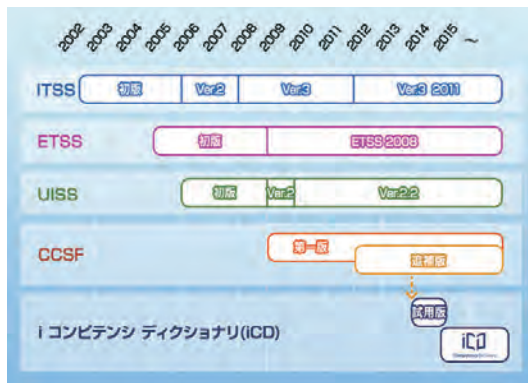 2002 2003 2004 2005 2006 2007 2008 2009 2010 2011 2012 2013 2014 2015 ～
ITSS 初版 Ver.2 Ver.3 Ver.3 2011
ETSS 初版 ETSS 2008
UISS 初版 Ver.2 Ver.2.2
CCSF 第一版
追補版
試用版
i コンピテンシ ディクショナリ(iCD)
iCD